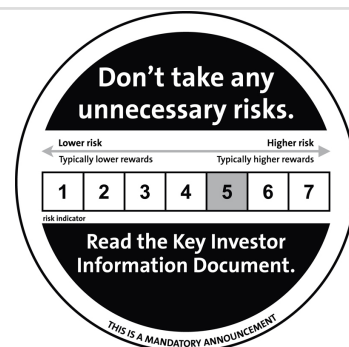 Don't take any
unnecessary risks.
Lower risk Higher risk
Typically lower rewards Typically higher rewards
1 2 3 4 5 6 7
risk indicator
Read the Key Investor
Information Document.
THIS IS A MANDATORY ANNOUNCEMENT